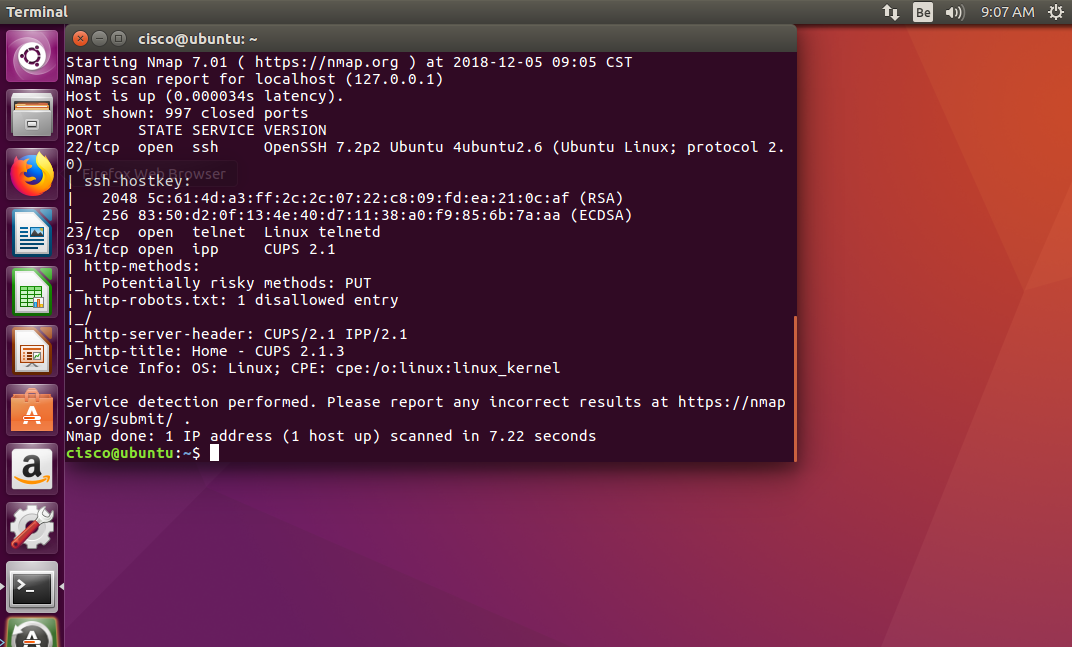 Terminal
Be
9:07 AM
cisco@ubuntu: ~
Starting Nmap 7.01 ( https://nmap.org ) at 2018-12-05 09:05 CST
Nmap scan report for localhost (127.0.0.1)
Host is up (0.000034s latency).
Not shown: 997 closed ports
PORT    STATE SERVICE VERSION
22/tcp  open  ssh     OpenSSH 7.2p2 Ubuntu 4ubuntu2.6 (Ubuntu Linux; protocol 2.
0)
Firefox Web Browser
| ssh-hostkey:
|   2048 5c:61:4d:a3:ff:2c:2c:07:22:c8:09:fd:ea:21:0c:af (RSA)
|_  256 83:50:d2:0f:13:4e:40:d7:11:38:a0:f9:85:6b:7a:aa (ECDSA)
23/tcp  open  telnet  Linux telnetd
631/tcp open  ipp     CUPS 2.1
| http-methods:
|_  Potentially risky methods: PUT
| http-robots.txt: 1 disallowed entry
|_/
|_http-server-header: CUPS/2.1 IPP/2.1
|_http-title: Home - CUPS 2.1.3
Service Info: OS: Linux; CPE: cpe:/o:linux:linux_kernel
Service detection performed. Please report any incorrect results at https://nmap
.org/submit/ .
Nmap done: 1 IP address (1 host up) scanned in 7.22 seconds
cisco@ubuntu:~$